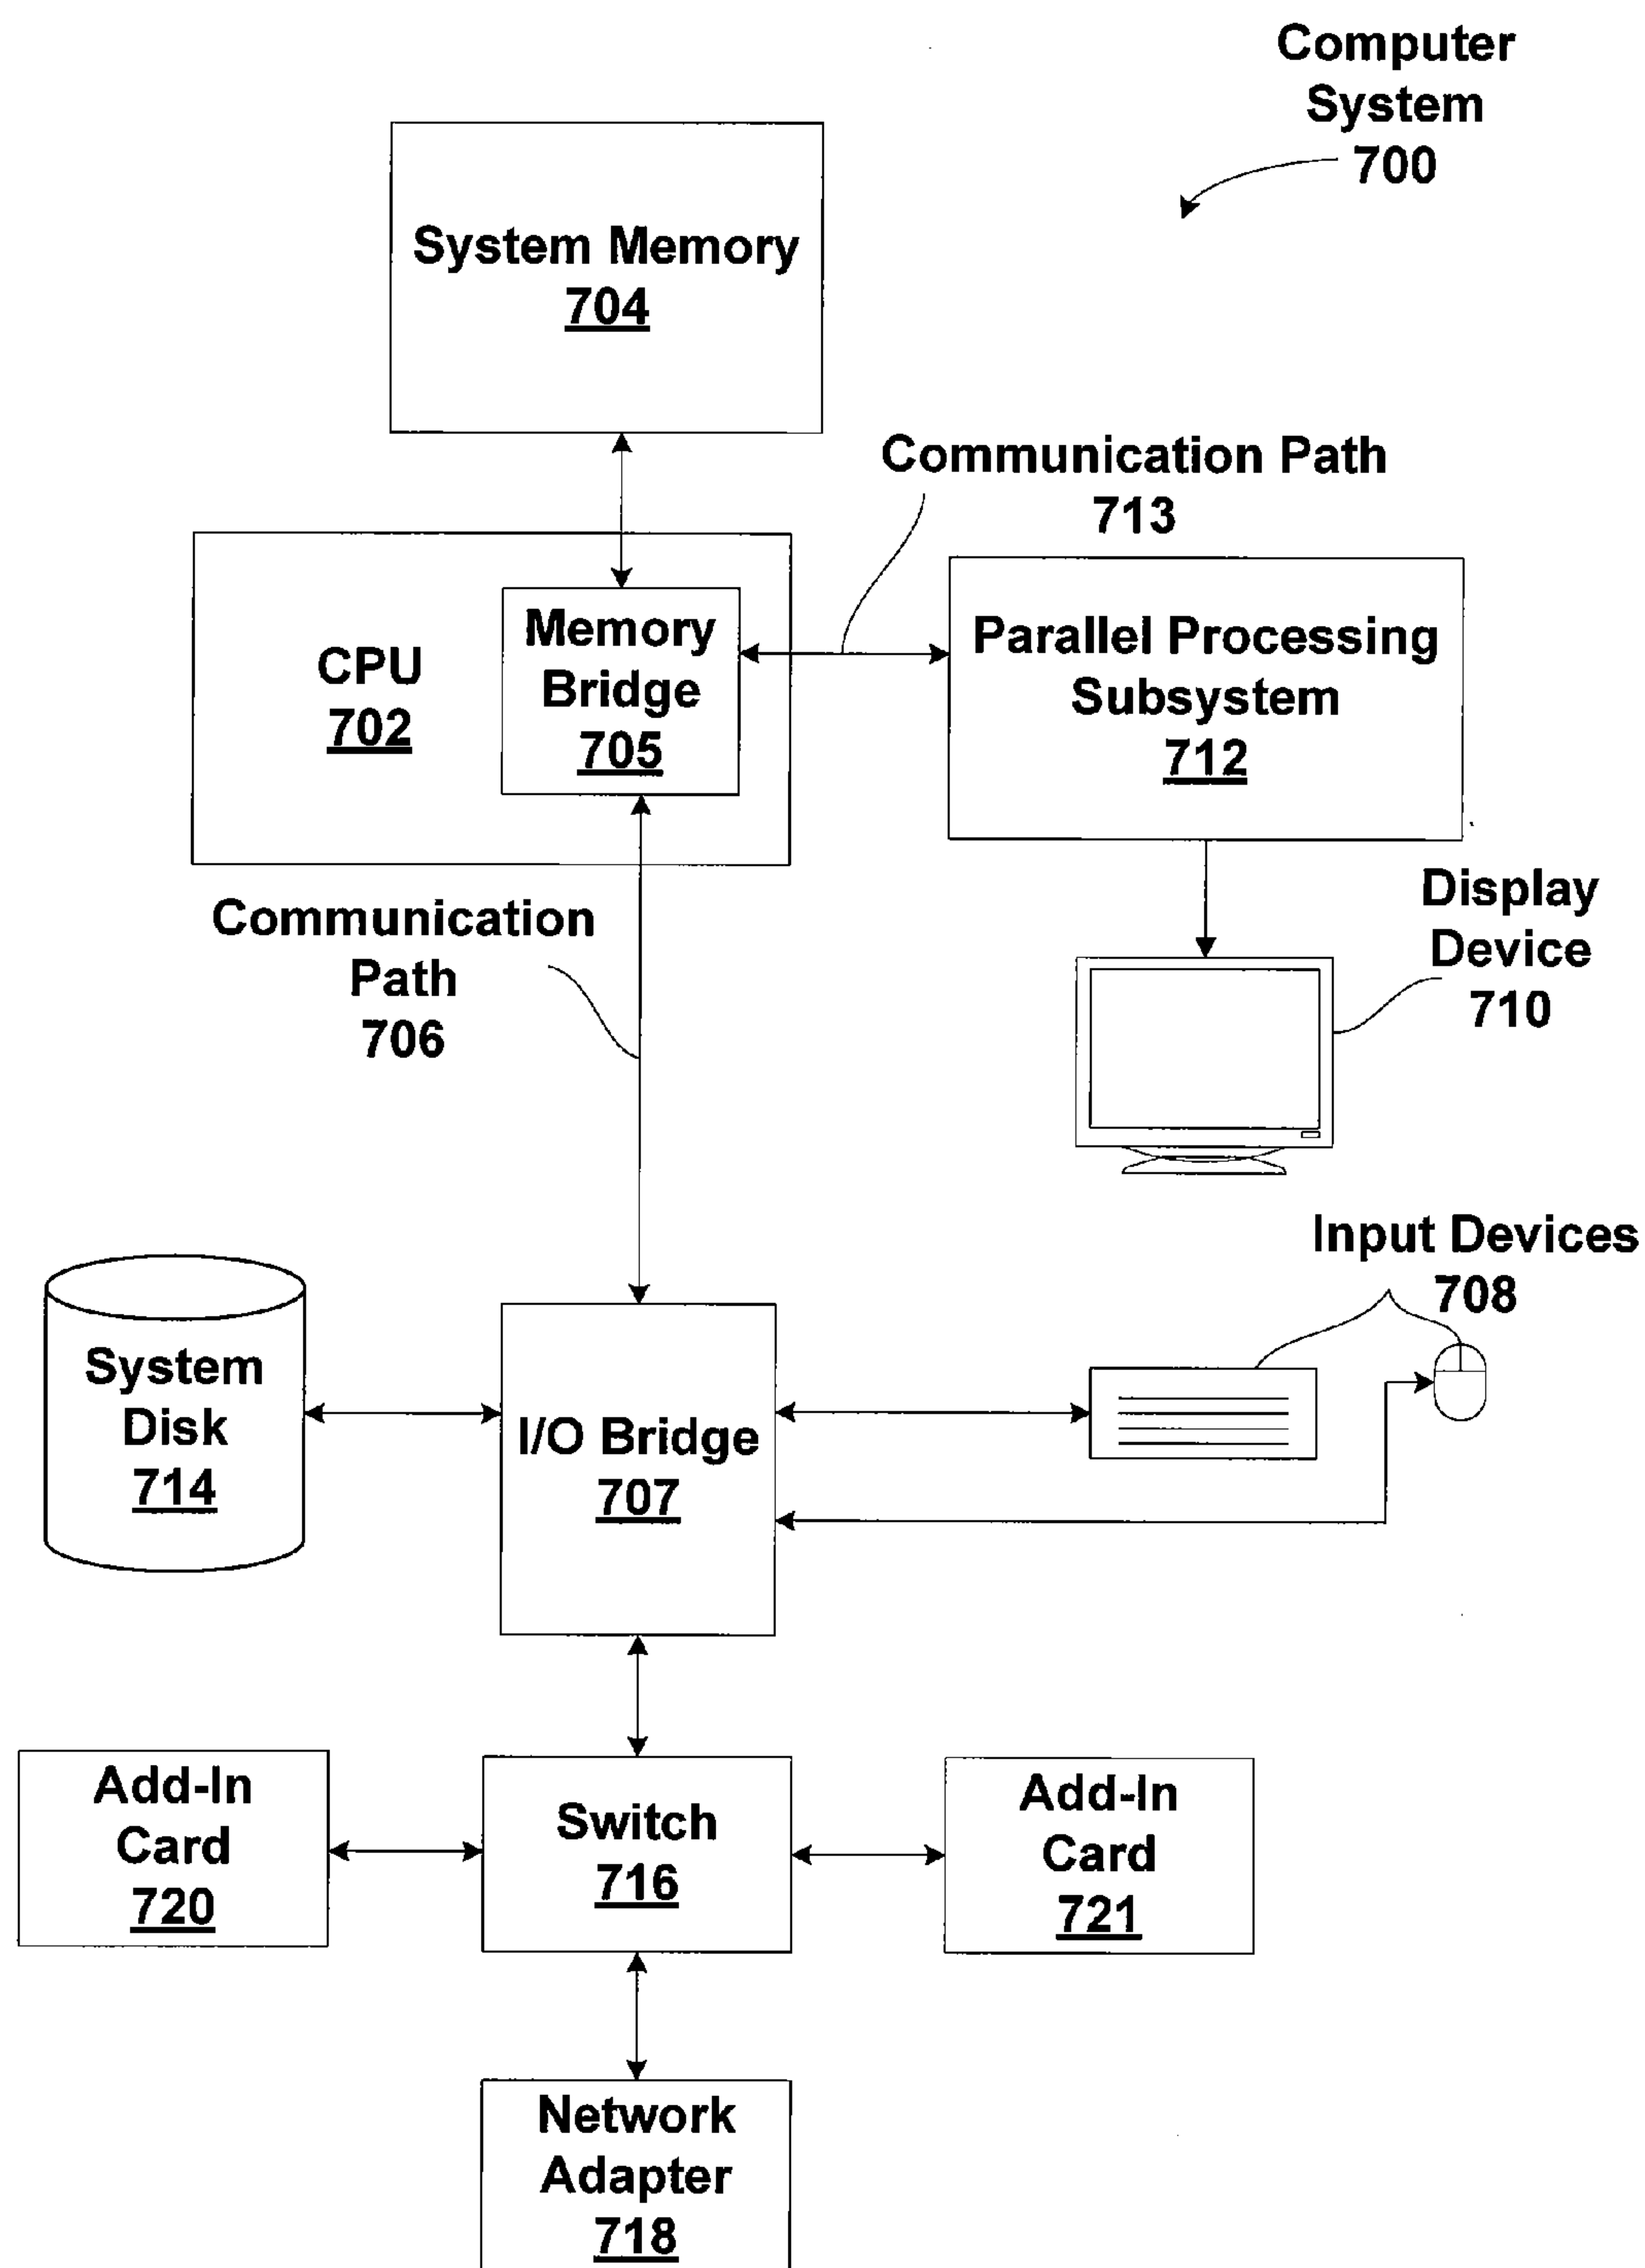 Computer
System
700
System Memory
704
Communication Path
713
CPU
702
Memory
Bridge
705
Parallel Processing
Subsystem
712
Communication
Path
706
Display
Device
710
Input Devices
708
System
Disk
714
I/O Bridge
707
Add-In
Card
720
Switch
716
Add-In
Card
721
Network
Adapter
718